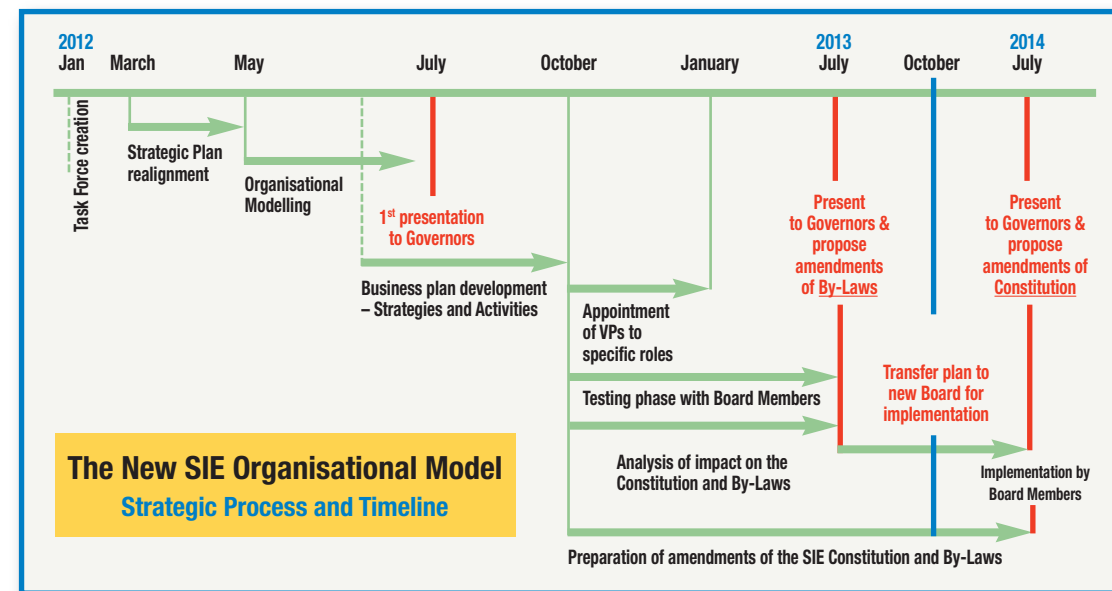 2012
2013
2014
Jan
March
May
July
October
January
July
October
July
Task Force creation
Strategic Plan
realignment
Organisational
Modelling
1st presentation
to Governors
Business plan development
– Strategies and Activities
Appointment
of VPs to
specific roles
Testing phase with Board Members
Analysis of impact on the
Constitution and By-Laws
Present
to Governors &
propose
amendments
of By-Laws
Transfer plan to
new Board for
implementation
Present
to Governors &
propose
amendments of
Constitution
Implementation by
Board Members
Preparation of amendments of the SIE Constitution and By-Laws
The New SIE Organisational Model
Strategic Process and Timeline